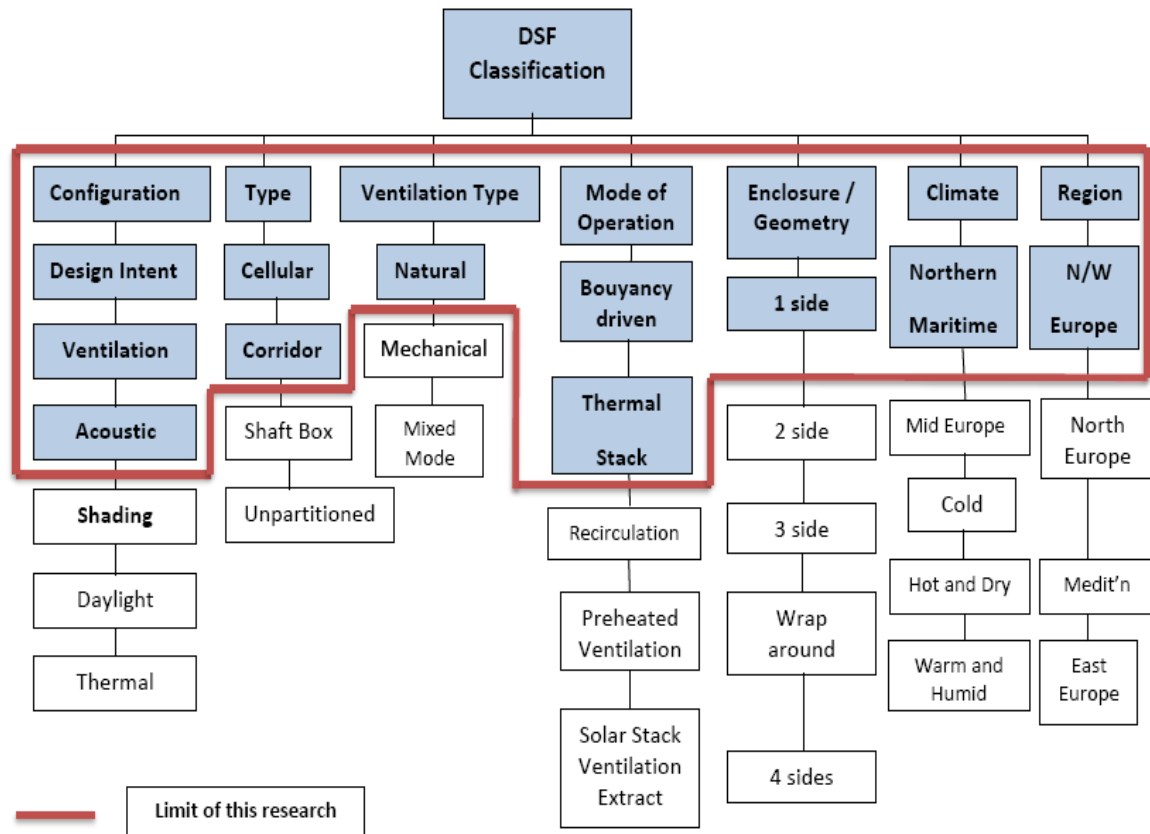 DSF
Classification
Configuration
Design Intent
Ventilation
Acoustic
Shading
Daylight
Thermal
Type
Cellular
Corridor
Shaft Box
Unpartitioned
Ventilation Type
Natural
Mechanical
Mixed
Mode
Mode of
Operation
Bouyancy
driven
Thermal
Stack
Recirculation
Preheated
Ventilation
Solar Stack
Ventilation
Extract
Enclosure /
Geometry
1 side
2 side
3 side
Wrap
around
4 sides
Climate
Northern
Maritime
Mid Europe
Cold
Hot and Dry
Warm and
Humid
Region
N/W
Europe
North
Europe
Medit’n
East
Europe
Limit of this research